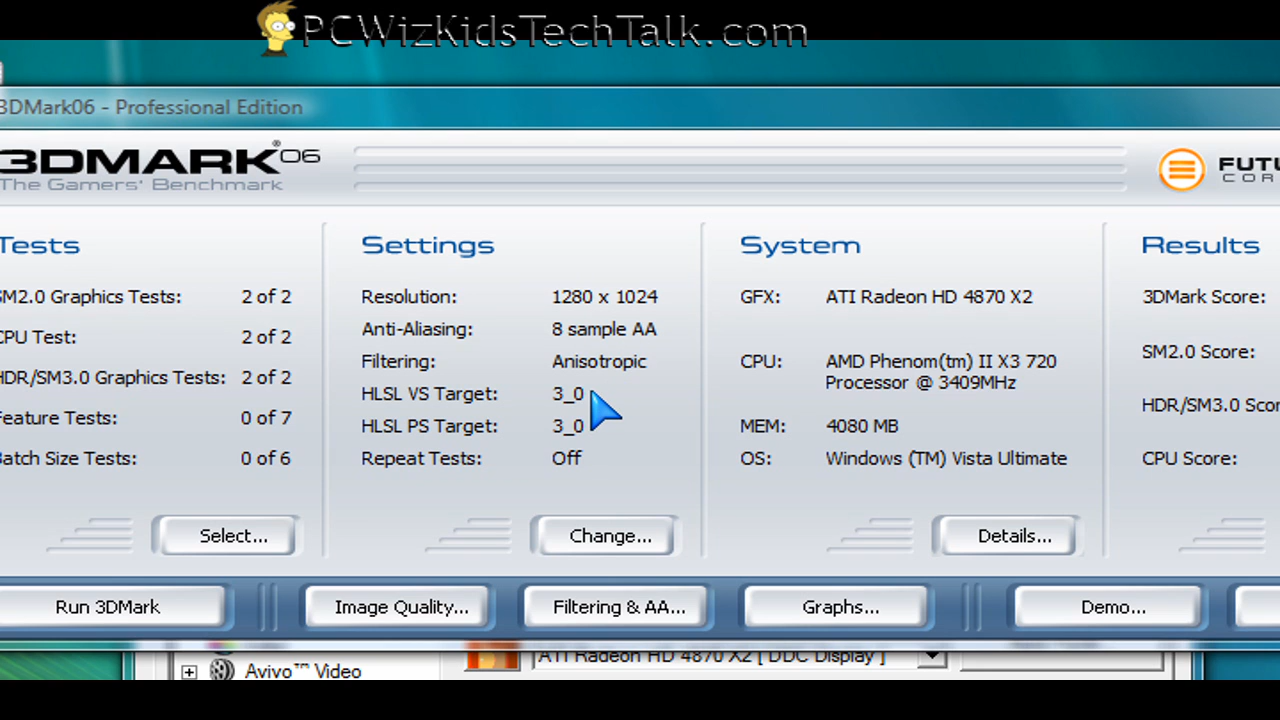 PCWizKidsTechTalk.com
3DMark06 - Professional Edition
3DMARK®06
The Gamers' Benchmark
FUTU
COR
Tests
SM2.0 Graphics Tests: 2 of 2
CPU Test: 2 of 2
HDR/SM3.0 Graphics Tests: 2 of 2
Feature Tests: 0 of 7
Batch Size Tests: 0 of 6
Select...
Settings
Resolution: 1280 x 1024
Anti-Aliasing: 8 sample AA
Filtering: Anisotropic
HLSL VS Target: 3_0
HLSL PS Target: 3_0
Repeat Tests: Off
Change...
System
GFX: ATI Radeon HD 4870 X2
CPU: AMD Phenom(tm) II X3 720
Processor @ 3409MHz
MEM: 4080 MB
OS: Windows (TM) Vista Ultimate
Details...
Results
3DMark Score:
SM2.0 Score:
HDR/SM3.0 Scor
CPU Score:
Run 3DMark
Image Quality...
Filtering & AA...
Graphs...
Demo...
Avivo™ Video
ATI Radeon HD 4870 X2 [ DDC Display ]